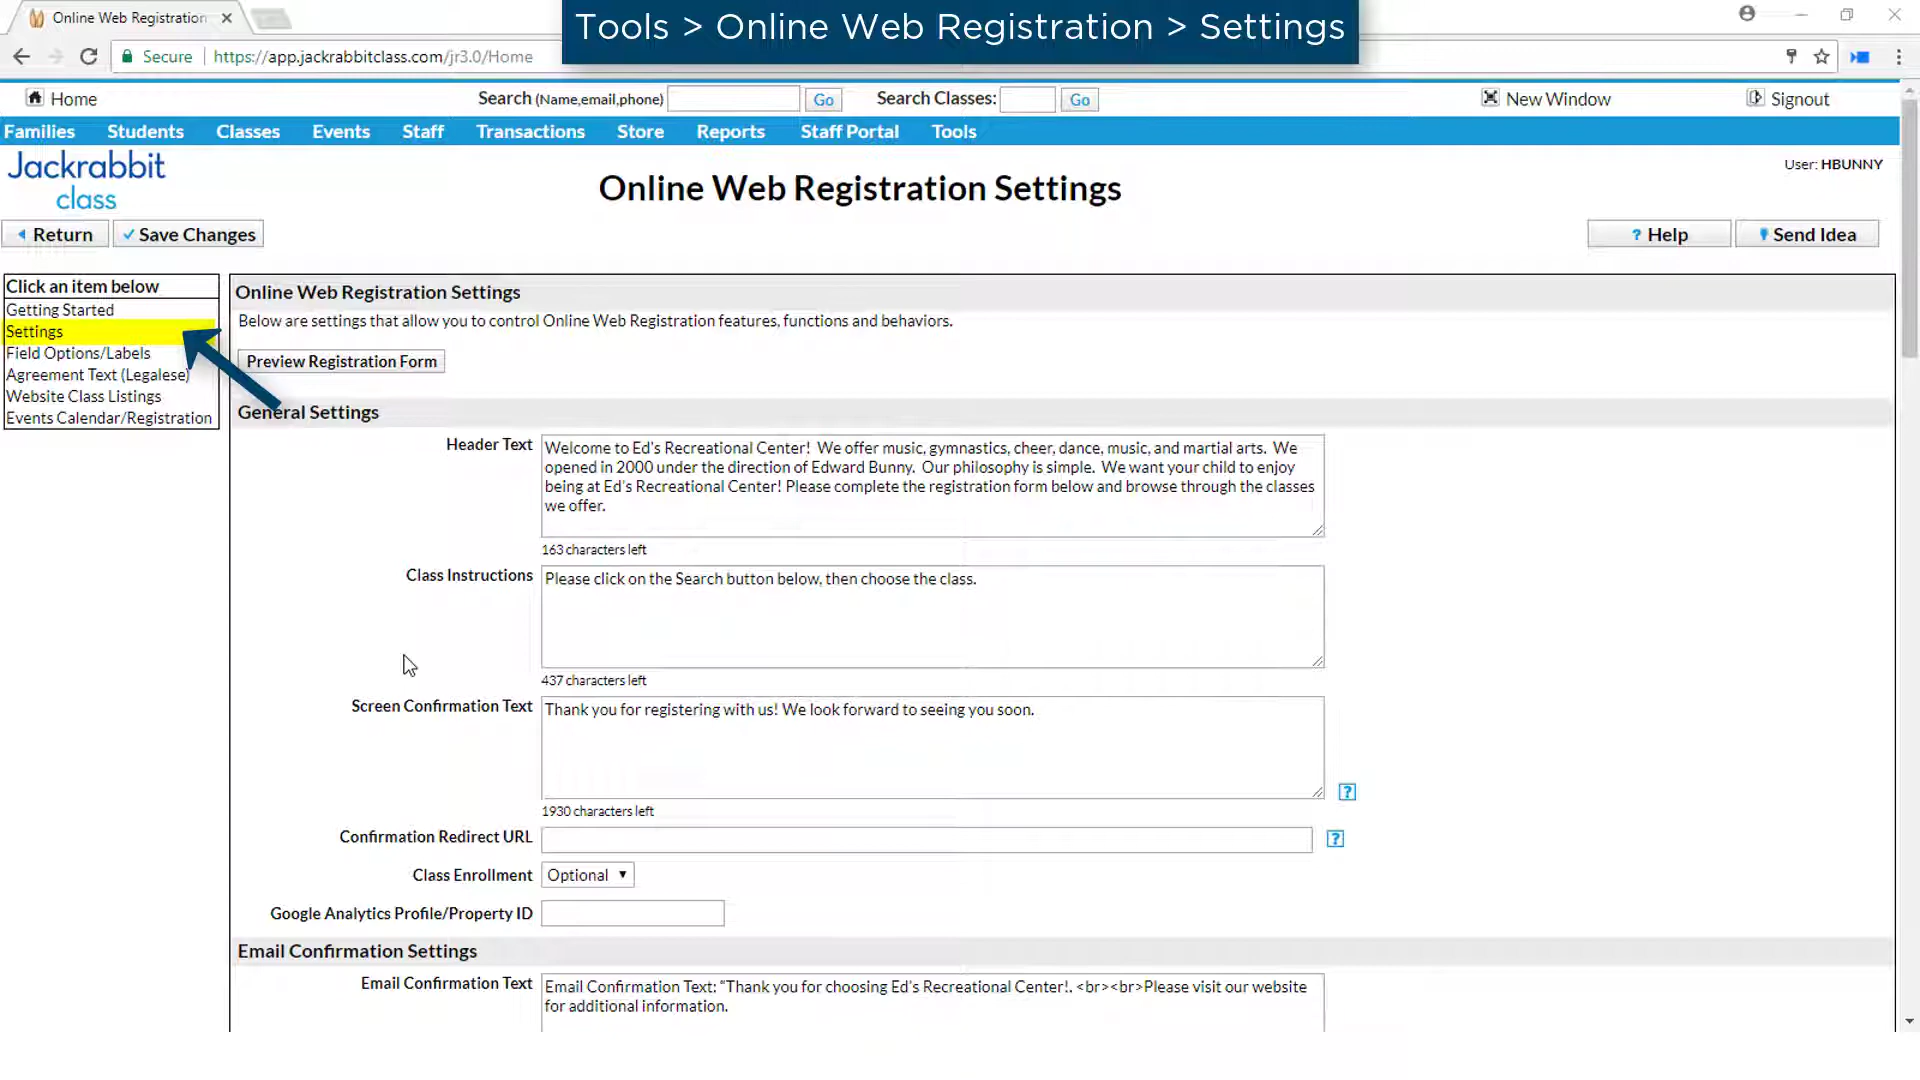 Online Web Registration
Tools > Online Web Registration > Settings
Secure https://app.jackrabbitclass.com/jr3.0/Home
Home Search (Name,email,phone) Go Search Classes: Go New Window Signout
Families Students Classes Events Staff Transactions Store Reports Staff Portal Tools
Jackrabbit
class
User: HBUNNY
Online Web Registration Settings
Return Save Changes ? Help Send Idea
Click an item below
Getting Started
Settings
Field Options/Labels
Agreement Text (Legalese)
Website Class Listings
Events Calendar/Registration
Online Web Registration Settings
Below are settings that allow you to control Online Web Registration features, functions and behaviors.
Preview Registration Form
General Settings
Header Text
Welcome to Ed's Recreational Center!  We offer music, gymnastics, cheer, dance, music, and martial arts.  We
opened in 2000 under the direction of Edward Bunny.  Our philosophy is simple.  We want your child to enjoy
being at Ed's Recreational Center! Please complete the registration form below and browse through the classes
we offer.
163 characters left
Class Instructions
Please click on the Search button below, then choose the class.
437 characters left
Screen Confirmation Text
Thank you for registering with us! We look forward to seeing you soon.
?
1930 characters left
Confirmation Redirect URL ?
Class Enrollment Optional
Google Analytics Profile/Property ID
Email Confirmation Settings
Email Confirmation Text
Email Confirmation Text: "Thank you for choosing Ed's Recreational Center!. <br><br>Please visit our website
for additional information.